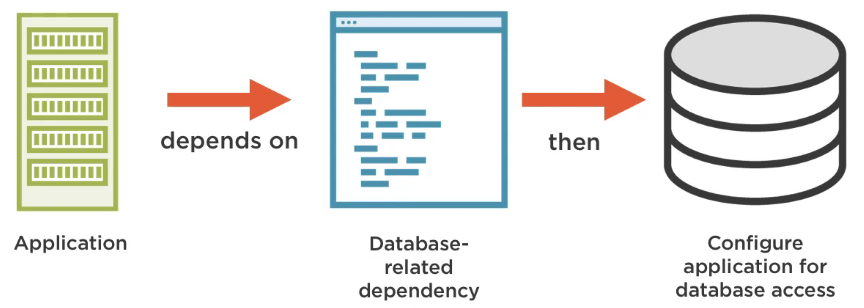 depends on
then
Application
Database-
related
dependency
Configure
application for
database access